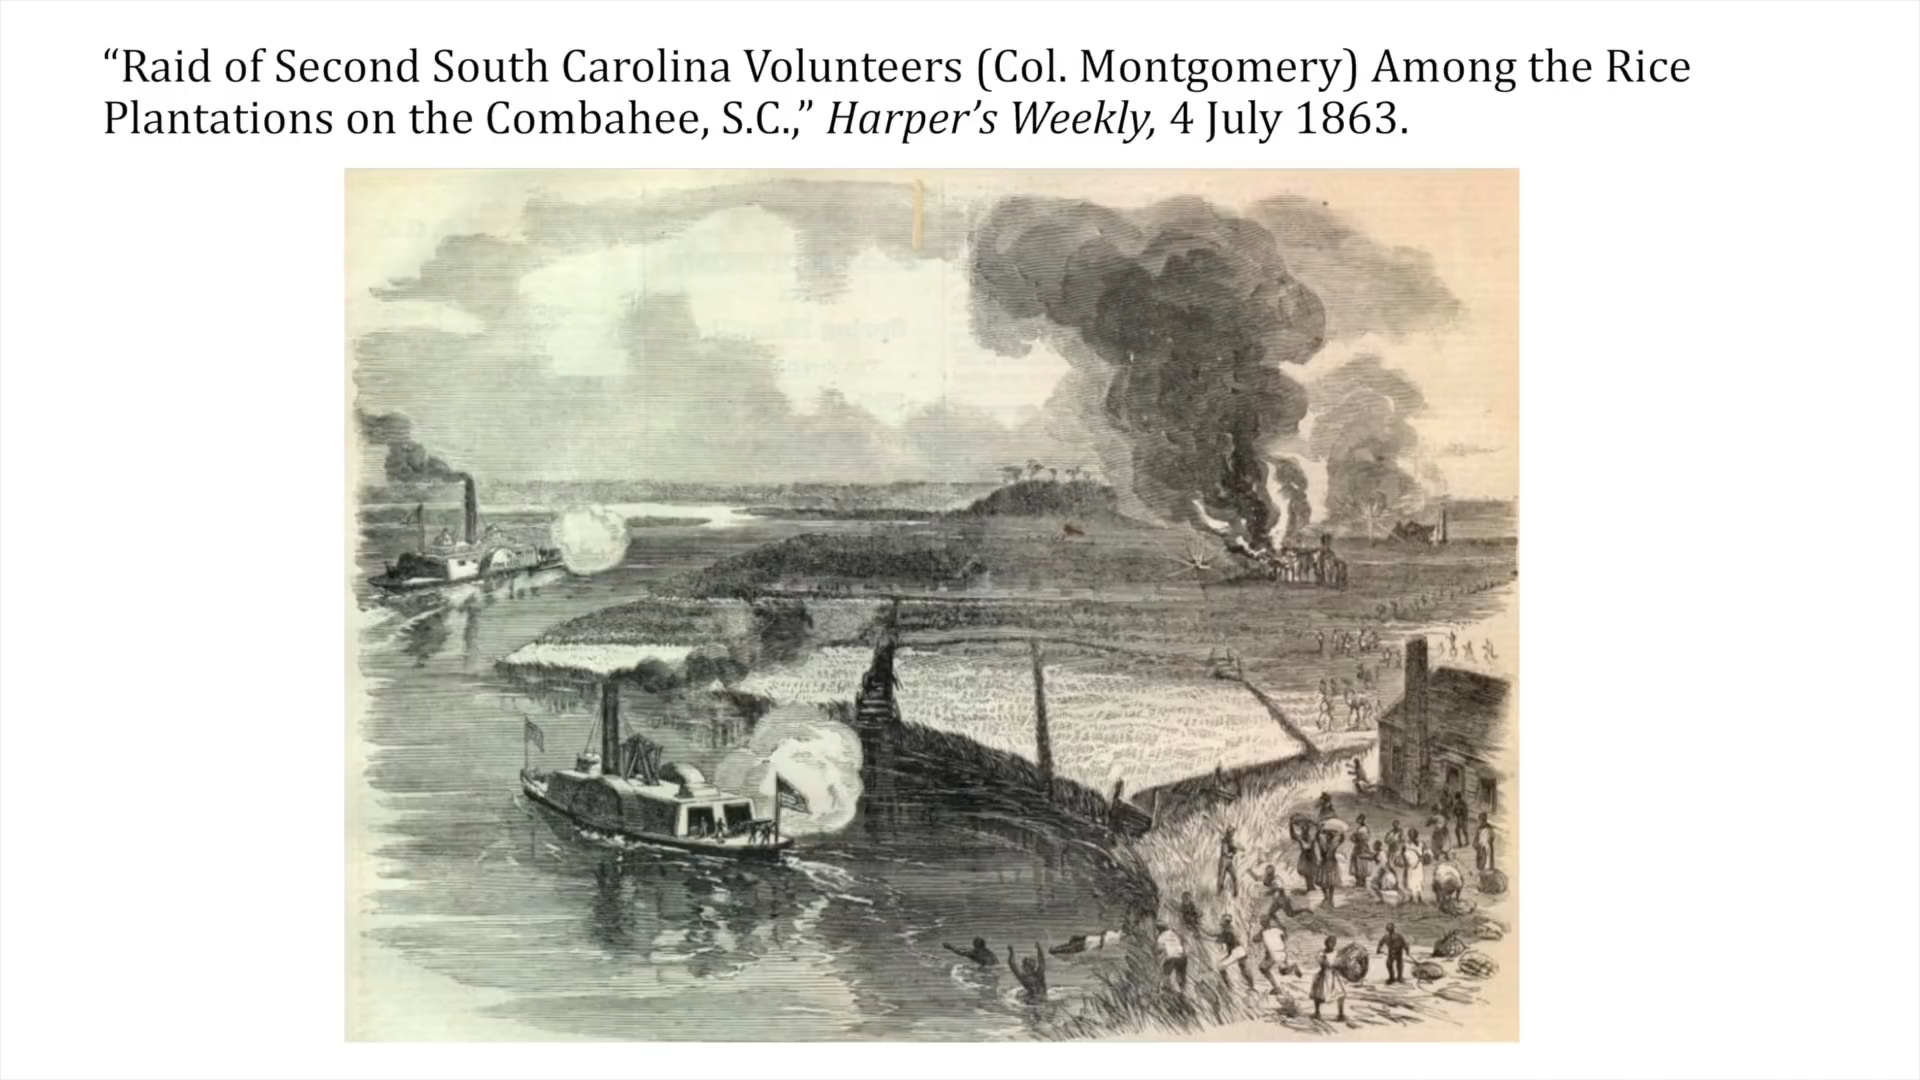 “Raid of Second South Carolina Volunteers (Col. Montgomery) Among the Rice
Plantations on the Combahee, S.C.,” Harper’s Weekly, 4 July 1863.